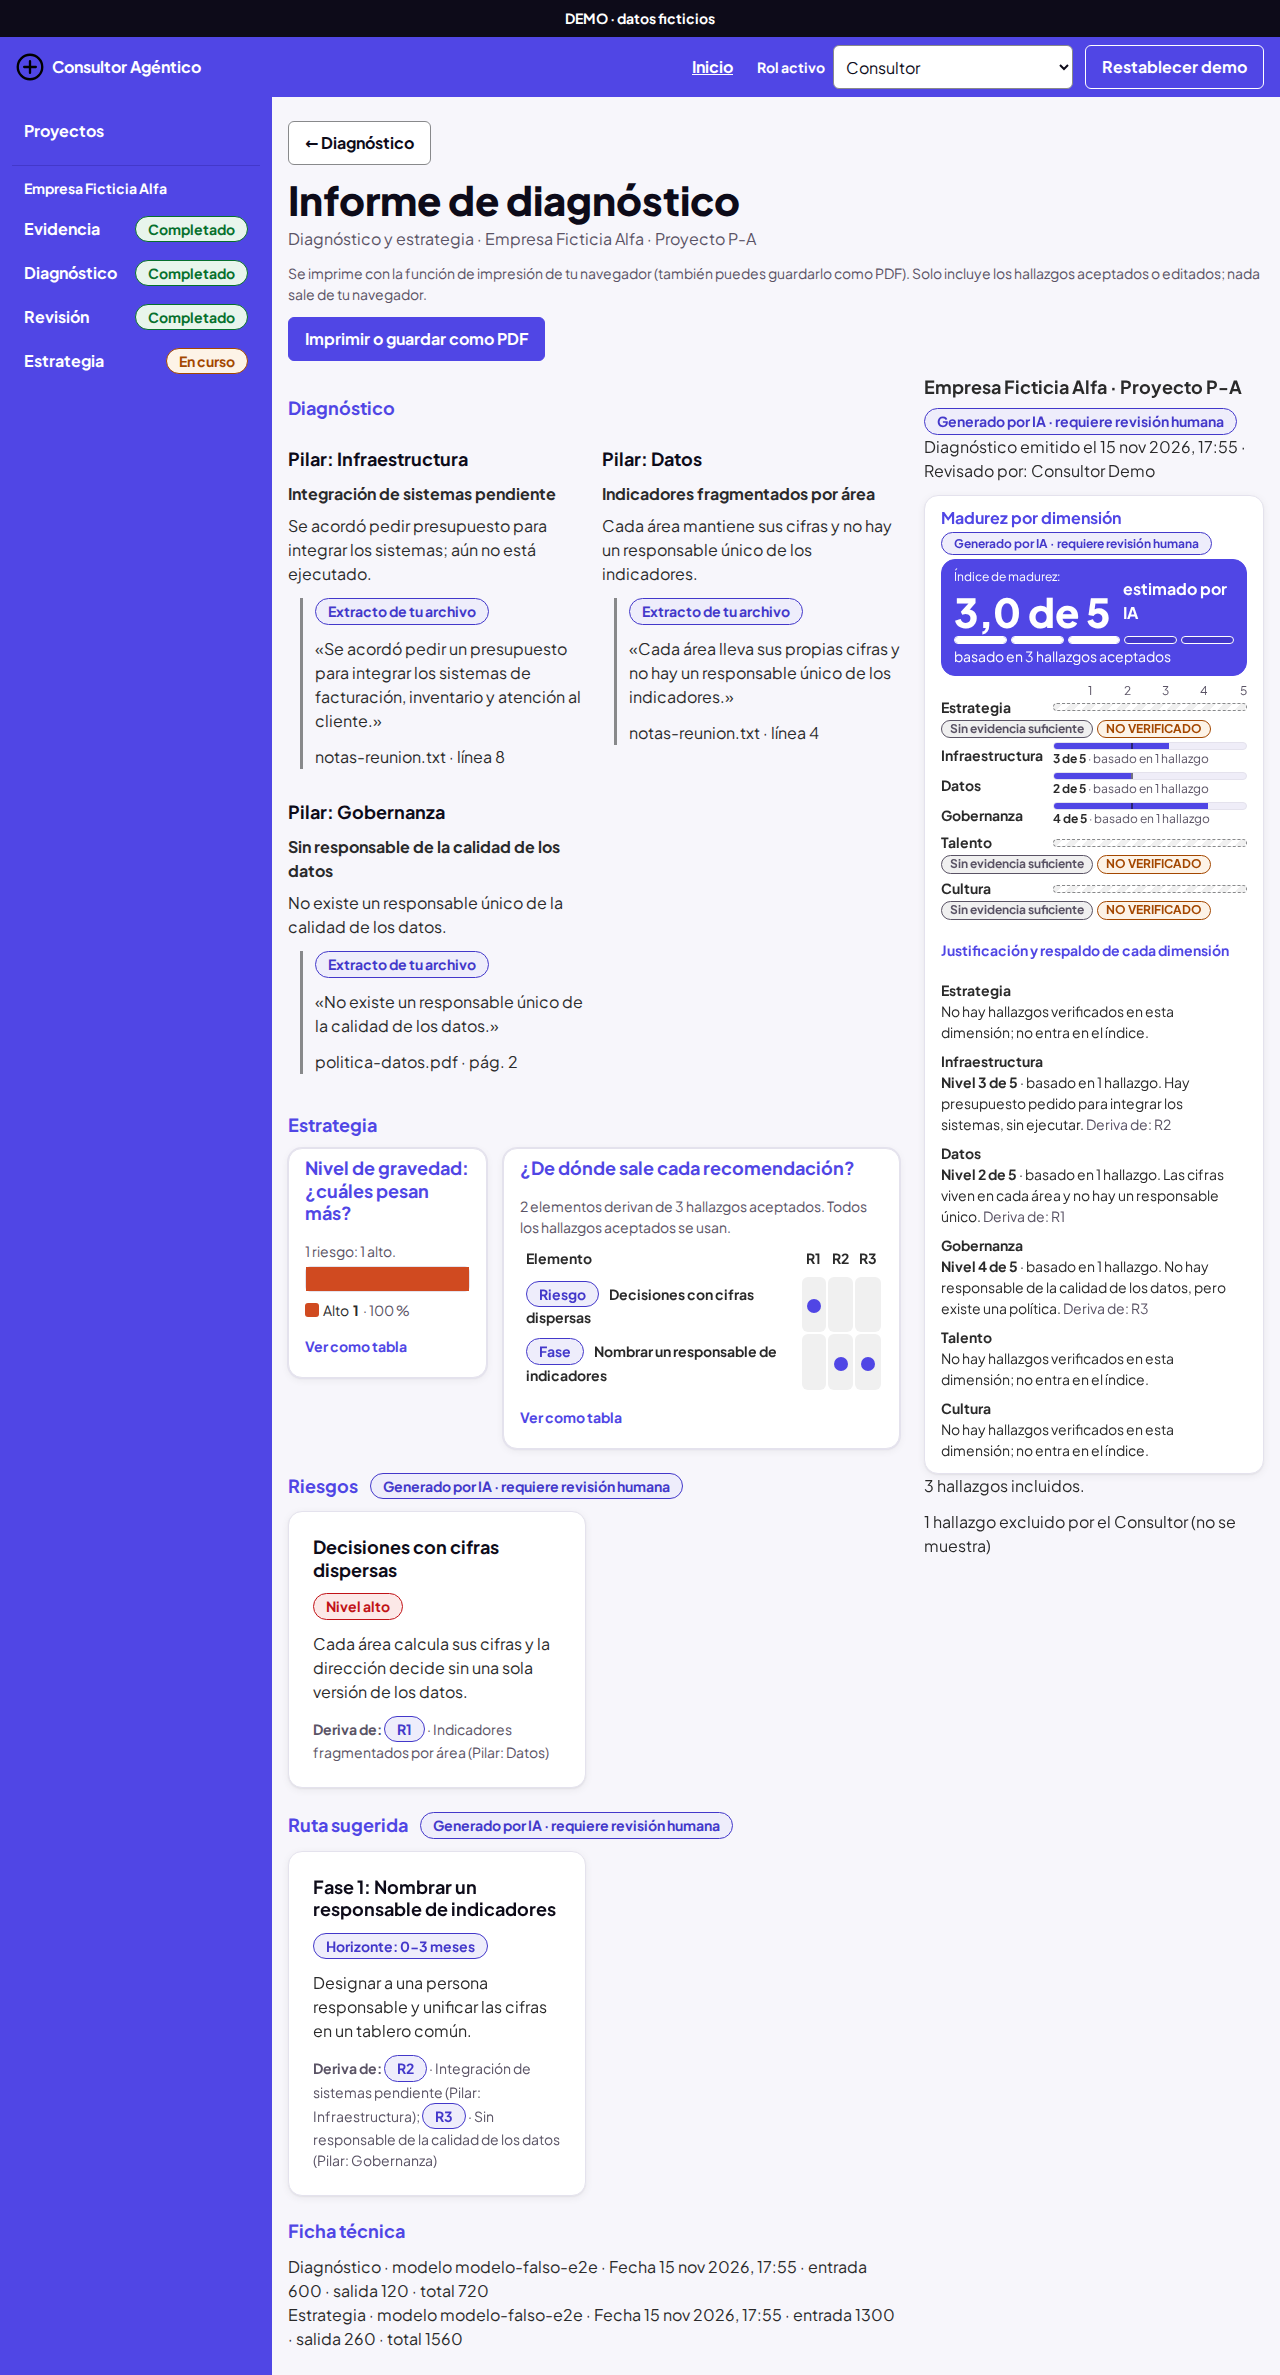 DEMO · datos ficticios
Consultor Agéntico
Inicio
Rol activo
Consultor
Restablecer demo
Proyectos
Empresa Ficticia Alfa
Evidencia
Completado
Diagnóstico
Completado
Revisión
Completado
Estrategia
En curso
← Diagnóstico
Informe de diagnóstico
Diagnóstico y estrategia · Empresa Ficticia Alfa · Proyecto P-A
Se imprime con la función de impresión de tu navegador (también puedes guardarlo como PDF). Solo incluye los hallazgos aceptados o editados; nada
sale de tu navegador.
Imprimir o guardar como PDF
Diagnóstico
Pilar: Infraestructura
Integración de sistemas pendiente
Se acordó pedir presupuesto para
integrar los sistemas; aún no está
ejecutado.
Extracto de tu archivo
«Se acordó pedir un presupuesto
para integrar los sistemas de
facturación, inventario y atención al
cliente.»
notas-reunion.txt · línea 8
Pilar: Datos
Indicadores fragmentados por área
Cada área mantiene sus cifras y no hay
un responsable único de los
indicadores.
Extracto de tu archivo
«Cada área lleva sus propias cifras y
no hay un responsable único de los
indicadores.»
notas-reunion.txt · línea 4
Pilar: Gobernanza
Sin responsable de la calidad de los
datos
No existe un responsable único de la
calidad de los datos.
Extracto de tu archivo
«No existe un responsable único de
la calidad de los datos.»
politica-datos.pdf · pág. 2
Estrategia
Nivel de gravedad:
¿cuáles pesan
más?
1 riesgo: 1 alto.
Alto 1 · 100 %
Ver como tabla
¿De dónde sale cada recomendación?
2 elementos derivan de 3 hallazgos aceptados. Todos
los hallazgos aceptados se usan.
Elemento R1 R2 R3
Riesgo Decisiones con cifras
dispersas
Fase Nombrar un responsable de
indicadores
Ver como tabla
Riesgos
Generado por IA · requiere revisión humana
Decisiones con cifras
dispersas
Nivel alto
Cada área calcula sus cifras y la
dirección decide sin una sola
versión de los datos.
Deriva de: R1 · Indicadores
fragmentados por área (Pilar: Datos)
Ruta sugerida
Generado por IA · requiere revisión humana
Fase 1: Nombrar un
responsable de indicadores
Horizonte: 0–3 meses
Designar a una persona
responsable y unificar las cifras
en un tablero común.
Deriva de: R2 · Integración de
sistemas pendiente (Pilar:
Infraestructura); R3 · Sin
responsable de la calidad de los datos
(Pilar: Gobernanza)
Ficha técnica
Diagnóstico · modelo modelo-falso-e2e · Fecha 15 nov 2026, 17:55 · entrada
600 · salida 120 · total 720
Estrategia · modelo modelo-falso-e2e · Fecha 15 nov 2026, 17:55 · entrada 1300
· salida 260 · total 1560
Empresa Ficticia Alfa · Proyecto P-A
Generado por IA · requiere revisión humana
Diagnóstico emitido el 15 nov 2026, 17:55 ·
Revisado por: Consultor Demo
Madurez por dimensión
Generado por IA · requiere revisión humana
Índice de madurez:
3,0 de 5
estimado por
IA
basado en 3 hallazgos aceptados
1 2 3 4 5
Estrategia
Sin evidencia suficiente NO VERIFICADO
Infraestructura
3 de 5 · basado en 1 hallazgo
Datos
2 de 5 · basado en 1 hallazgo
Gobernanza
4 de 5 · basado en 1 hallazgo
Talento
Sin evidencia suficiente NO VERIFICADO
Cultura
Sin evidencia suficiente NO VERIFICADO
Justificación y respaldo de cada dimensión
Estrategia
No hay hallazgos verificados en esta
dimensión; no entra en el índice.
Infraestructura
Nivel 3 de 5 · basado en 1 hallazgo. Hay
presupuesto pedido para integrar los
sistemas, sin ejecutar. Deriva de: R2
Datos
Nivel 2 de 5 · basado en 1 hallazgo. Las cifras
viven en cada área y no hay un responsable
único. Deriva de: R1
Gobernanza
Nivel 4 de 5 · basado en 1 hallazgo. No hay
responsable de la calidad de los datos, pero
existe una política. Deriva de: R3
Talento
No hay hallazgos verificados en esta
dimensión; no entra en el índice.
Cultura
No hay hallazgos verificados en esta
dimensión; no entra en el índice.
3 hallazgos incluidos.
1 hallazgo excluido por el Consultor (no se
muestra)